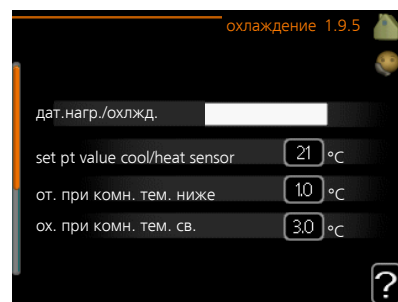 охлаждение 1.9.5
дат.нагр./охлжд.
set pt value cool/heat sensor 21 °C
от. при комн. тем. ниже 1.0 °C
ох. при комн. тем. св. 3.0 °C
?